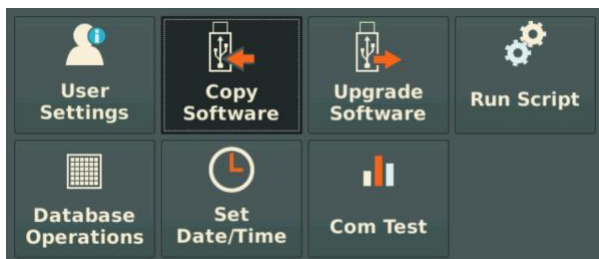 User
Settings
Copy
Software
Upgrade
Software
Run Script
Database
Operations
Set
Date/Time
Com Test